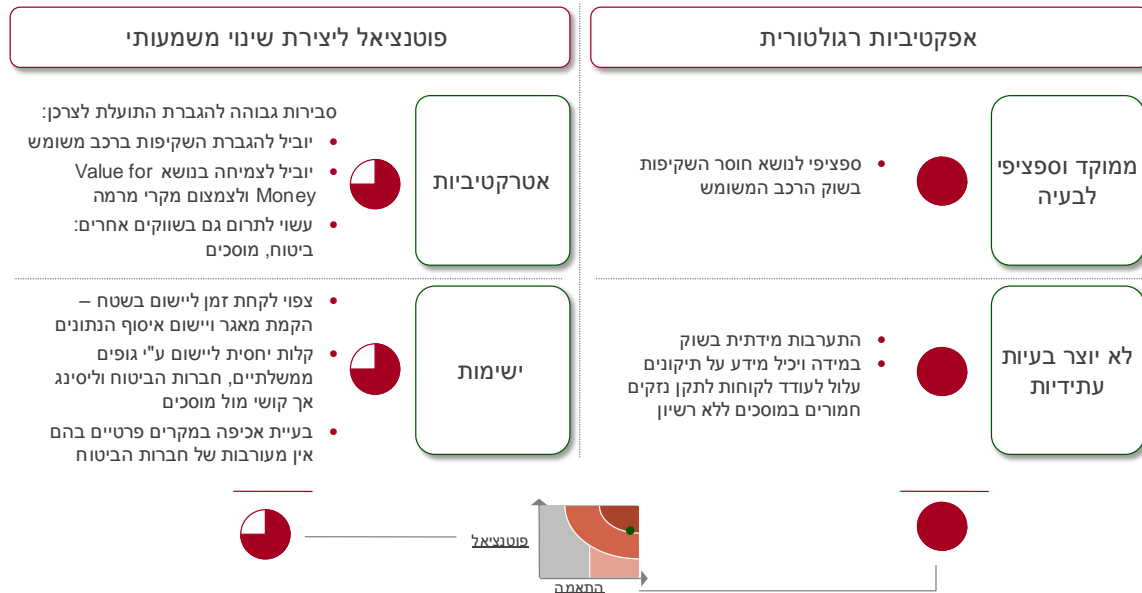 אפקטיביות רגולטורית
ממוקד וספציפי
לבעיה
ספציפי לנושא חוסר השקיפות
בשוק הרכב המשומש
לא יוצר בעיות
עתידיות
התערבות מידתית בשוק
במידה ויכיל מידע על תיקונים
עלול לעודד לקוחות לתקן נזקים
חמורים במוסכים ללא רשיון
פוטנציאל ליצירת שינוי משמעותי
אטרקטיביות
סבירות גבוהה להגברת התועלת לצרכן:
יוביל להגברת השקיפות ברכב משומש
יוביל לצמיחה בנושא Value for
Money ולצמצום מקרי מרמה
עשוי לתרום גם בשווקים אחרים:
ביטוח, מוסכים
ישימות
צפוי לקחת זמן ליישום בשטח –
הקמת מאגר ויישום איסוף הנתונים
קלות יחסית ליישום ע"י גופים
ממשלתיים, חברות הביטוח וליסינג
אך קושי מול מוסכים
בעיית אכיפה במקרים פרטיים בהם
אין מעורבות של חברות הביטוח
פוטנציאל
התאמה